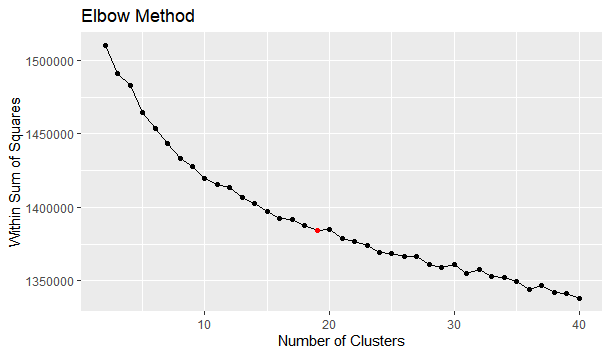 Elbow Method
Within Sum of Squares
1500000
1450000
1400000
1350000
10 20 30 40
Number of Clusters